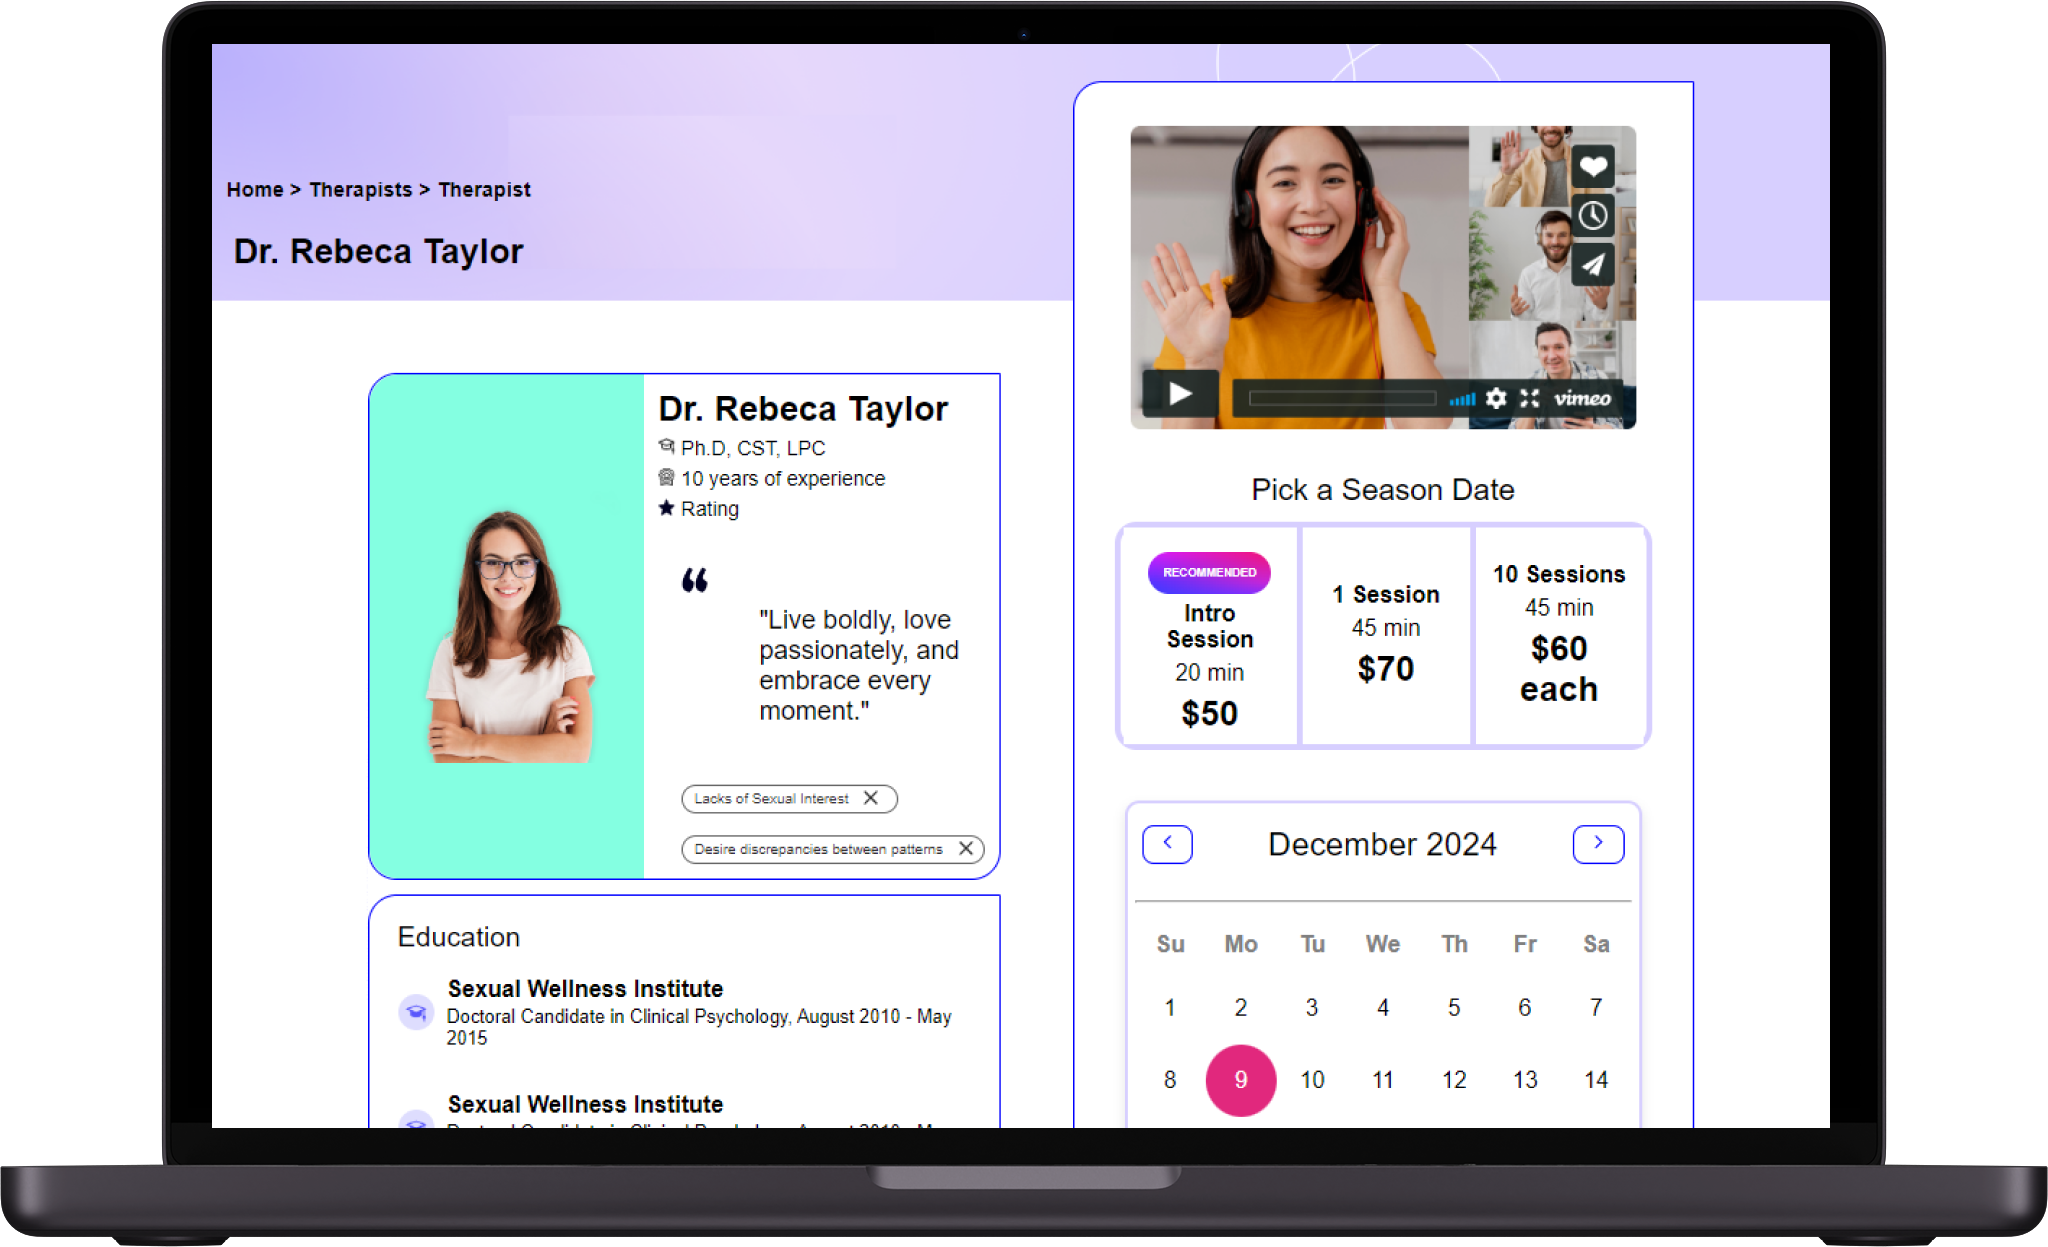 Home > Therapists > Therapist
Dr. Rebeca Taylor
Dr. Rebeca Taylor
Ph.D, CST, LPC
10 years of experience
Rating
“
"Live boldly, love
passionately, and
embrace every
moment."
Lacks of Sexual Interest
Desire discrepancies between patterns
Education
Sexual Wellness Institute
Doctoral Candidate in Clinical Psychology, August 2010 - May
2015
Sexual Wellness Institute
vimeo
Pick a Season Date
RECOMMENDED
Intro
Session
20 min
$50
1 Session
45 min
$70
10 Sessions
45 min
$60
each
December 2024
Su Mo Tu We Th Fr Sa
1 2 3 4 5 6 7
8 9 10 11 12 13 14